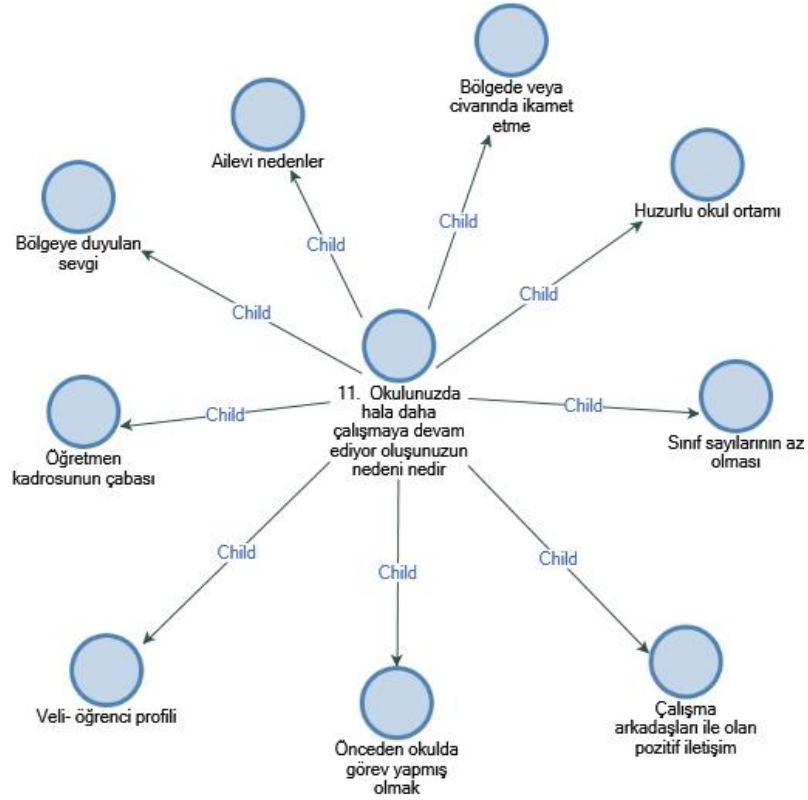 Bölgede veya
civarında ikamet
etme
Ailevi nedenler
Huzurlu okul ortamı
Bölgeye duyulan
sevgi
Child
Child
Child
Child
11. Okulunuzda
hala daha
çalışmaya devam
ediyor oluşunuzun
nedeni nedir
Child
Child
Öğretmen
kadrosunun çabası
Sınıf sayılarının az
olması
Child
Child
Child
Veli- öğrenci profili
Önceden okulda
görev yapmış
olmak
Çalışma
arkadaşları ile olan
pozitif iletişim